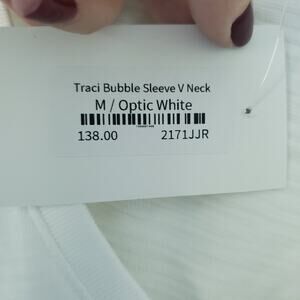 Traci Bubble Sleeve V Neck
M / Optic White
138.00 2171JJR